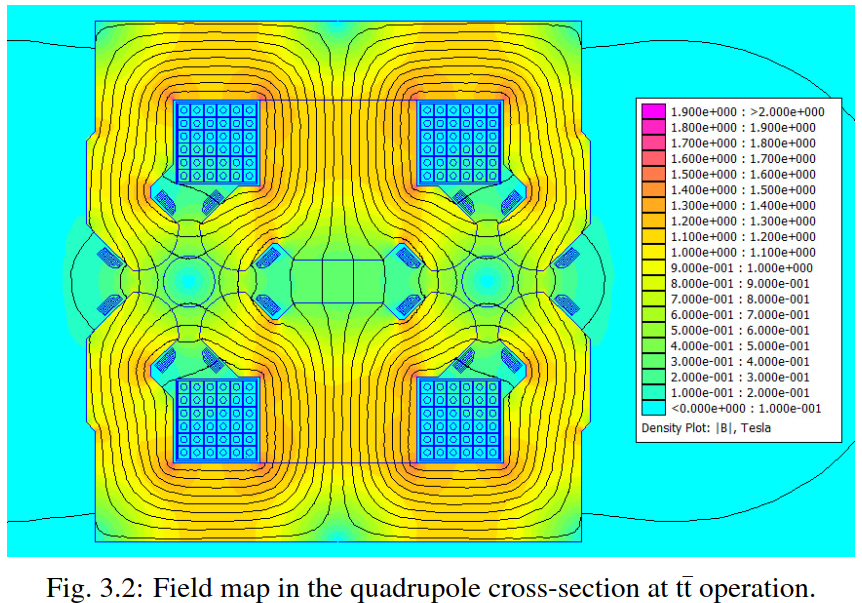 1.900e+000 : >2.000e+000
1.800e+000 : 1.900e+000
1.700e+000 : 1.800e+000
1.600e+000 : 1.700e+000
1.500e+000 : 1.600e+000
1.400e+000 : 1.500e+000
1.300e+000 : 1.400e+000
1.200e+000 : 1.300e+000
1.100e+000 : 1.200e+000
1.000e+000 : 1.100e+000
9.000e-001 : 1.000e+000
8.000e-001 : 9.000e-001
7.000e-001 : 8.000e-001
6.000e-001 : 7.000e-001
5.000e-001 : 6.000e-001
4.000e-001 : 5.000e-001
3.000e-001 : 4.000e-001
2.000e-001 : 3.000e-001
1.000e-001 : 2.000e-001
<0.000e+000 : 1.000e-001
Density Plot: |B|, Tesla
Fig. 3.2: Field map in the quadrupole cross-section at tt̄ operation.